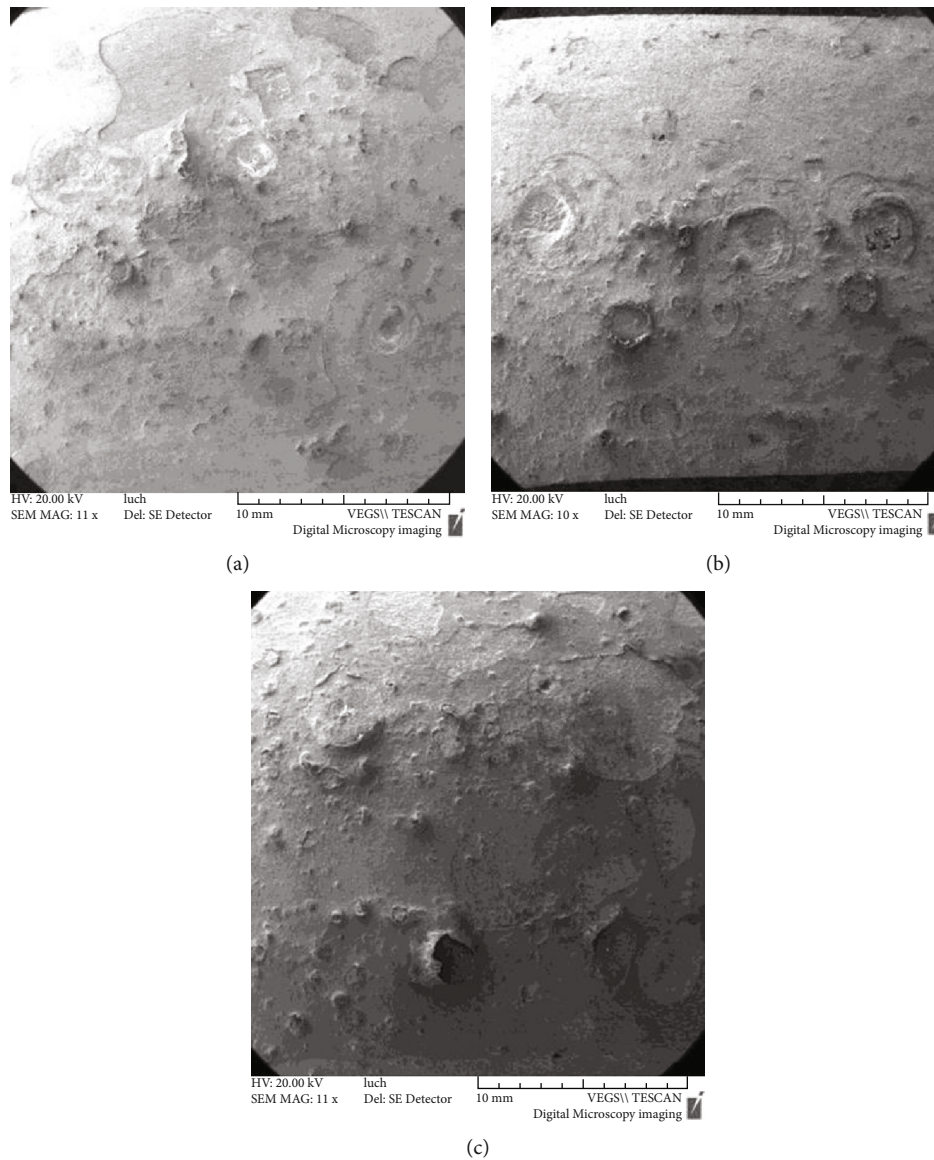 HV: 20.00 kV luch
SEM MAG: 11 x Del: SE Detector 10 mm VEGS\\ TESCAN
Digital Microscopy imaging
(a)
HV: 20.00 kV luch
SEM MAG: 10 x Del: SE Detector 10 mm VEGS\\ TESCAN
Digital Microscopy imaging
(b)
HV: 20.00 kV luch
SEM MAG: 11 x Del: SE Detector 10 mm VEGS\\ TESCAN
Digital Microscopy imaging
(c)